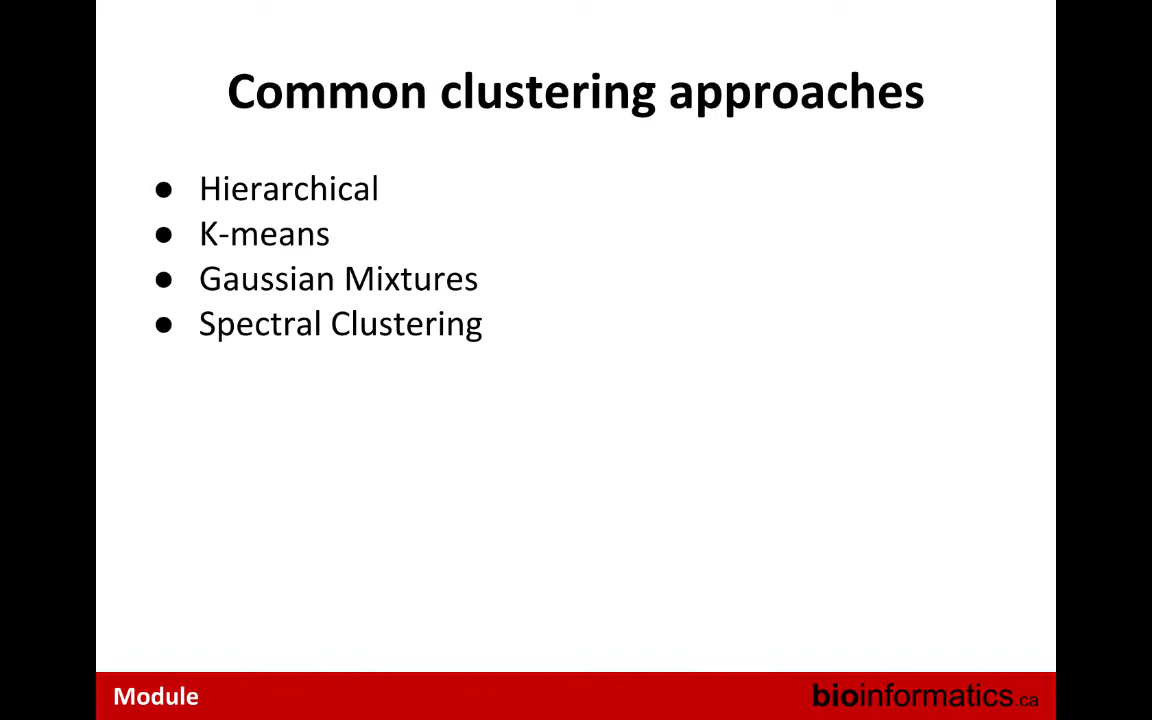 Common clustering approaches
● Hierarchical
● K-means
● Gaussian Mixtures
● Spectral Clustering
Module
bioinformatics.ca